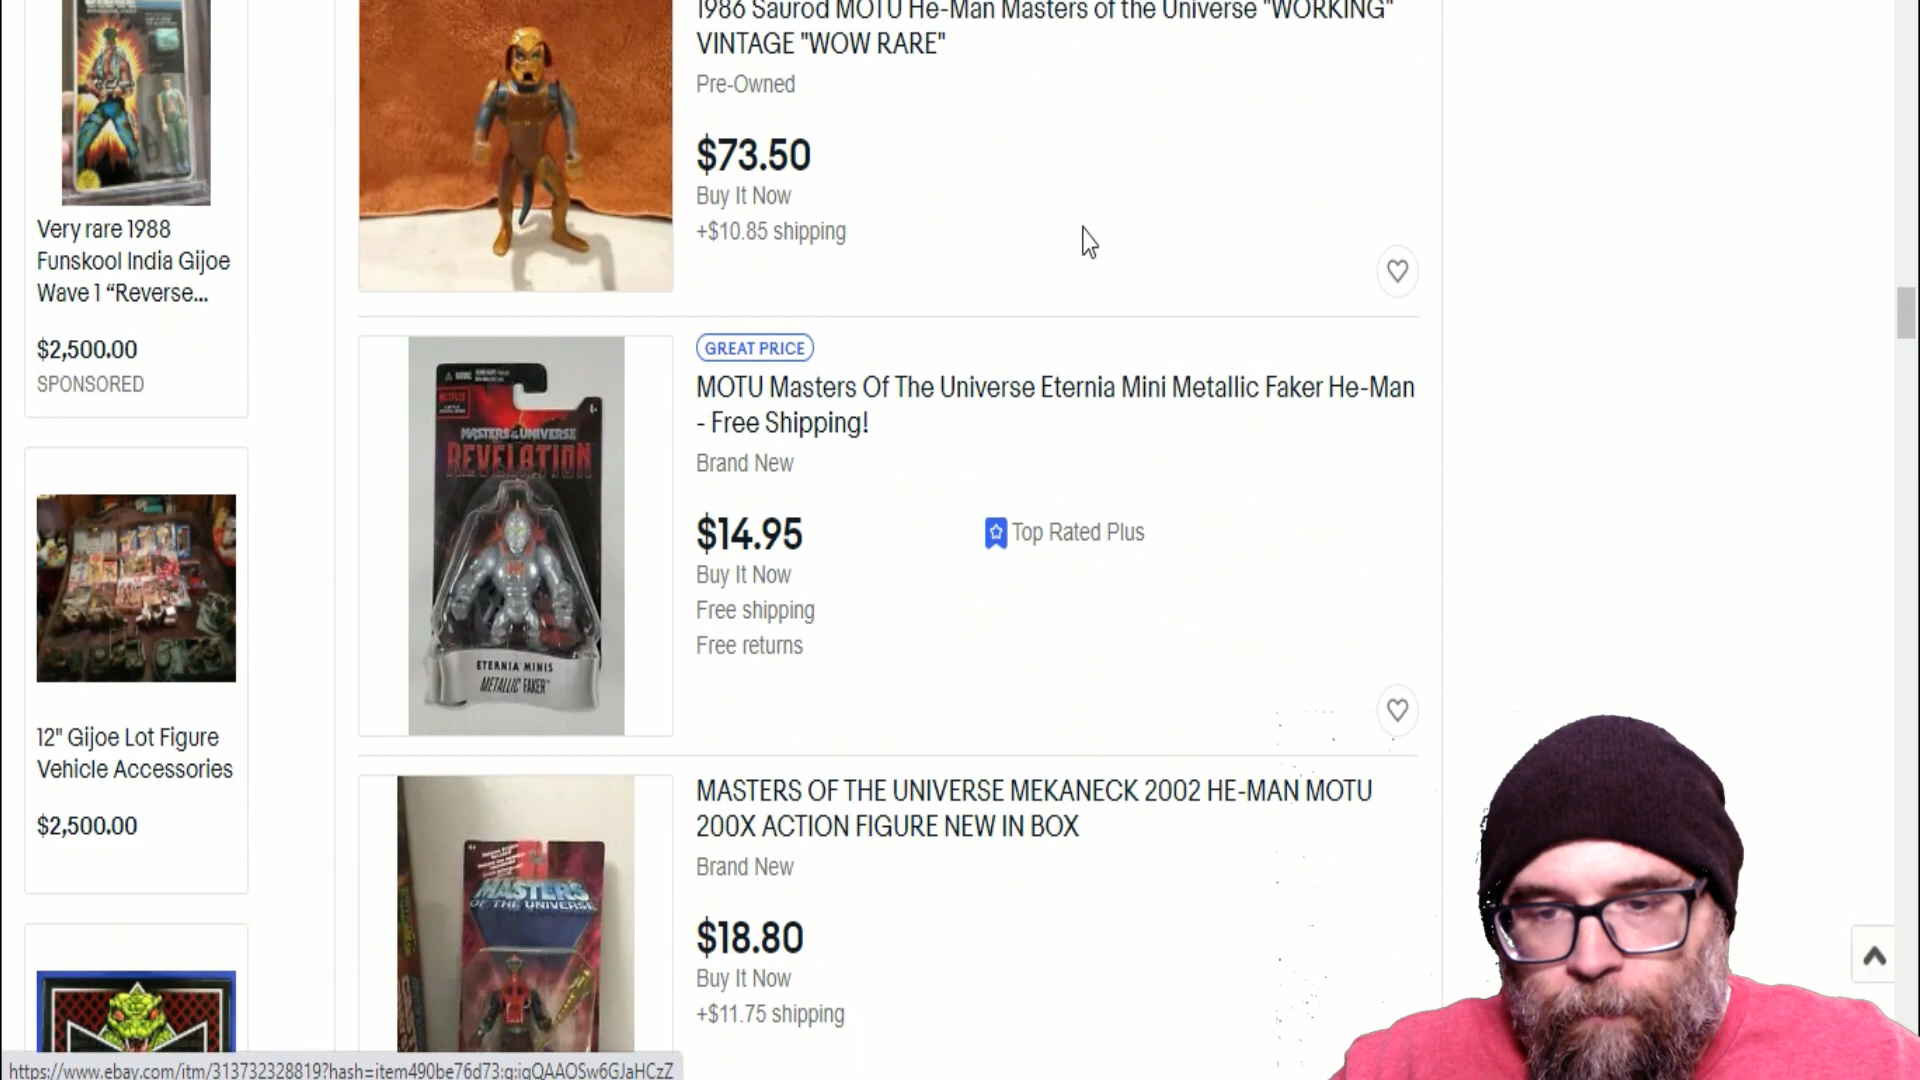 Very rare 1988
Funskool India Gijoe
Wave 1 “Reverse...
$2,500.00
SPONSORED
12" Gijoe Lot Figure
Vehicle Accessories
$2,500.00
1986 Saurod MOTU He-Man Masters of the Universe "WORKING"
VINTAGE "WOW RARE"
Pre-Owned
$73.50
Buy It Now
+$10.85 shipping
NETFLIX
4+
MASTERS OF THE UNIVERSE
REVELATION
ETERNIA MINIS
METALLIC FAKER™
GREAT PRICE
MOTU Masters Of The Universe Eternia Mini Metallic Faker He-Man
- Free Shipping!
Brand New
$14.95
Top Rated Plus
Buy It Now
Free shipping
Free returns
MASTERS
OF THE UNIVERSE
MASTERS OF THE UNIVERSE MEKANECK 2002 HE-MAN MOTU
200X ACTION FIGURE NEW IN BOX
Brand New
$18.80
Buy It Now
+$11.75 shipping
https://www.ebay.com/itm/313732328819?hash=item490be76d73:g:iqQAAOSw6GJaHCzZ